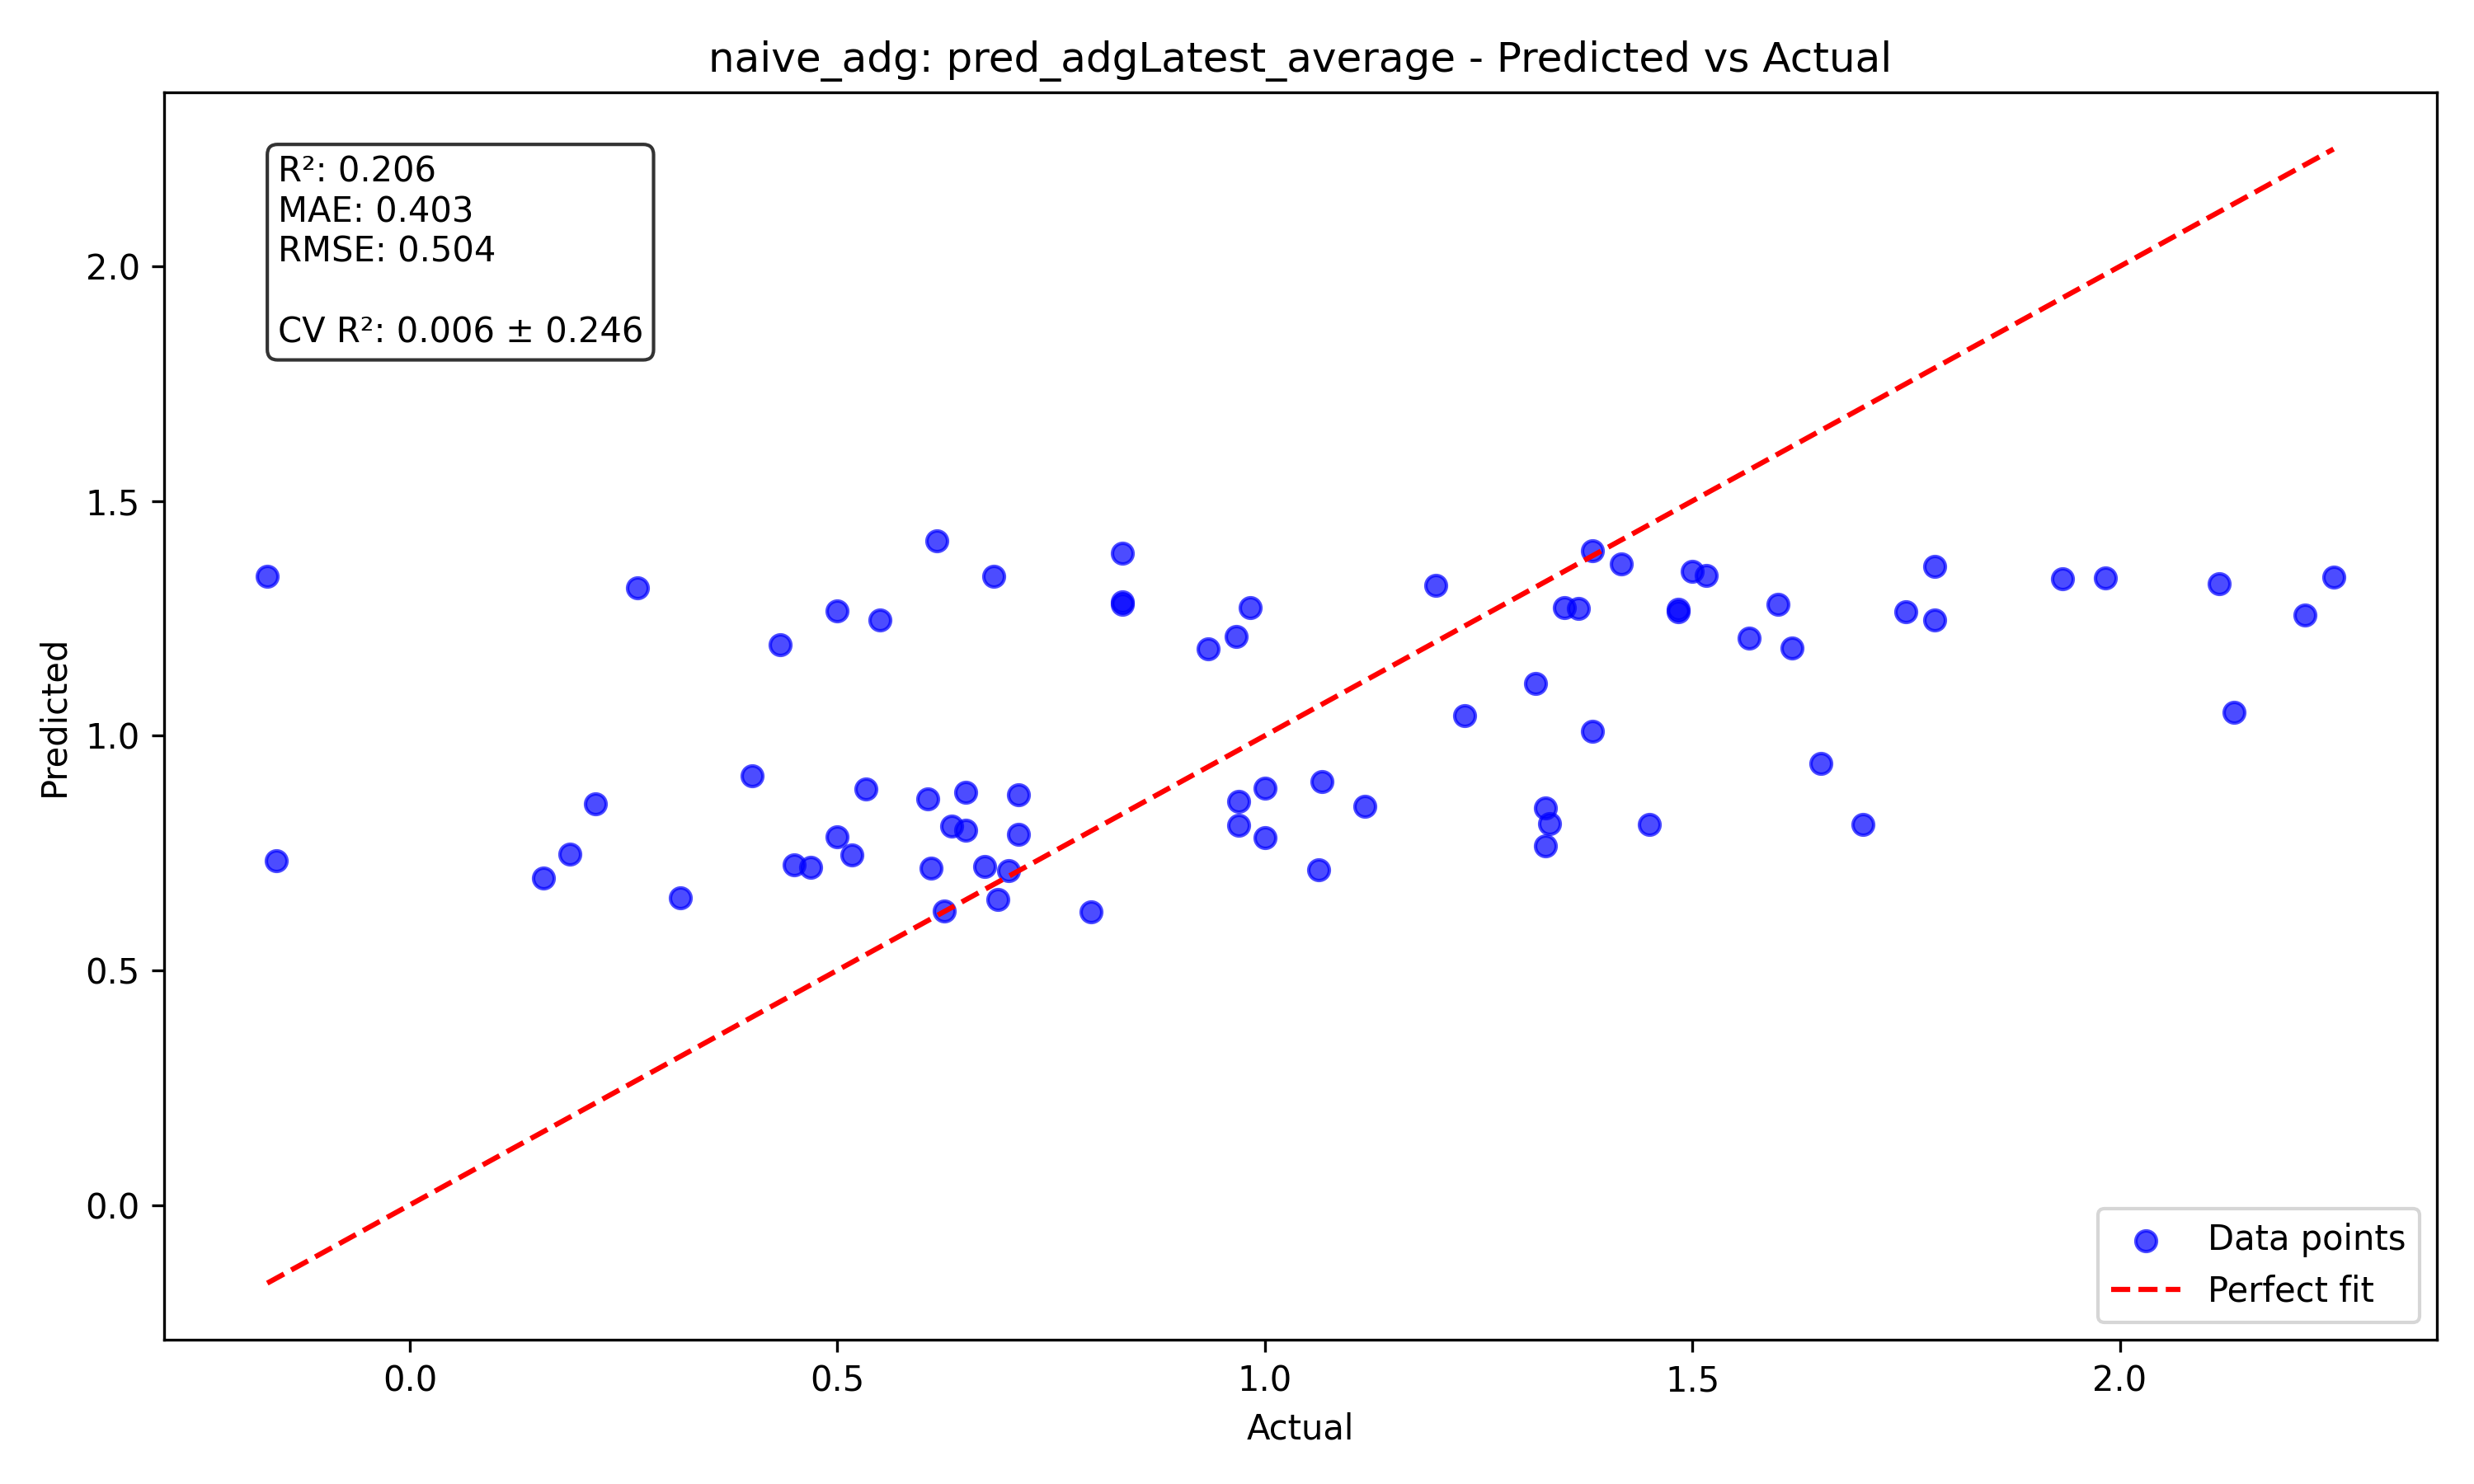 naive_adg: pred_adgLatest_average - Predicted vs Actual
R²: 0.206
MAE: 0.403
RMSE: 0.504
CV R²: 0.006 ± 0.246
2.0
1.5
1.0
0.5
0.0
Predicted
Data points
Perfect fit
0.0 0.5 1.0 1.5 2.0
Actual